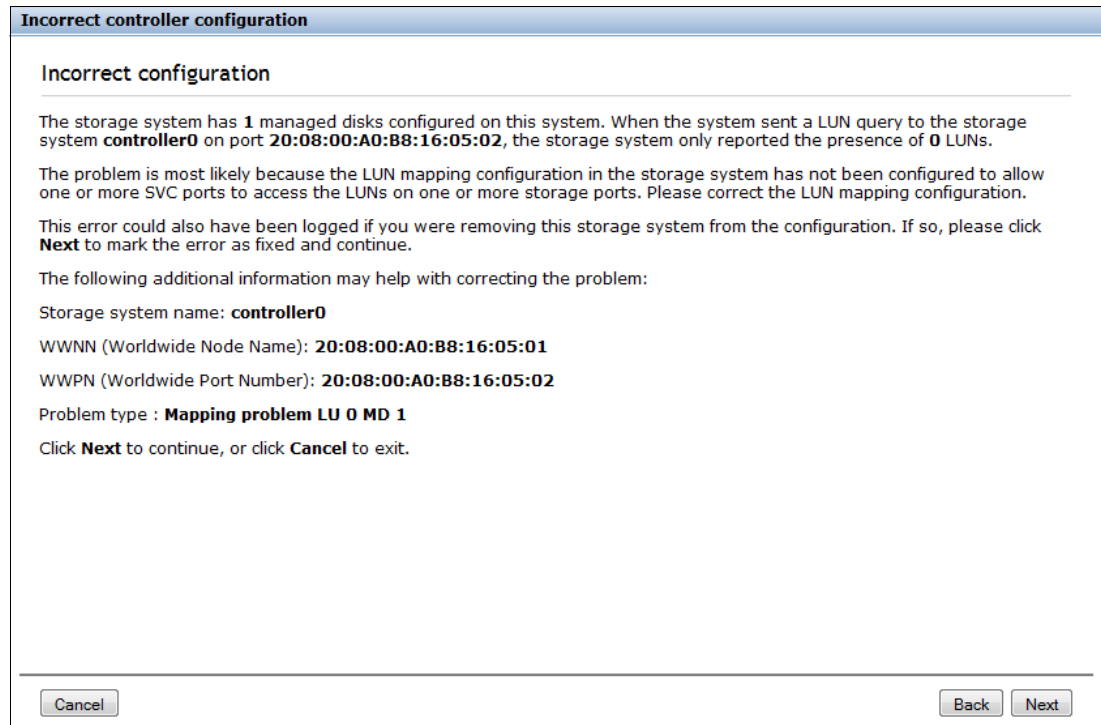 Incorrect controller configuration
Incorrect configuration
The storage system has 1 managed disks configured on this system. When the system sent a LUN query to the storage
system controller0 on port 20:08:00:A0:B8:16:05:02, the storage system only reported the presence of 0 LUNs.
The problem is most likely because the LUN mapping configuration in the storage system has not been configured to allow
one or more SVC ports to access the LUNs on one or more storage ports. Please correct the LUN mapping configuration.
This error could also have been logged if you were removing this storage system from the configuration. If so, please click
Next to mark the error as fixed and continue.
The following additional information may help with correcting the problem:
Storage system name: controller0
WWNN (Worldwide Node Name): 20:08:00:A0:B8:16:05:01
WWPN (Worldwide Port Number): 20:08:00:A0:B8:16:05:02
Problem type : Mapping problem LU 0 MD 1
Click Next to continue, or click Cancel to exit.
Cancel Back Next